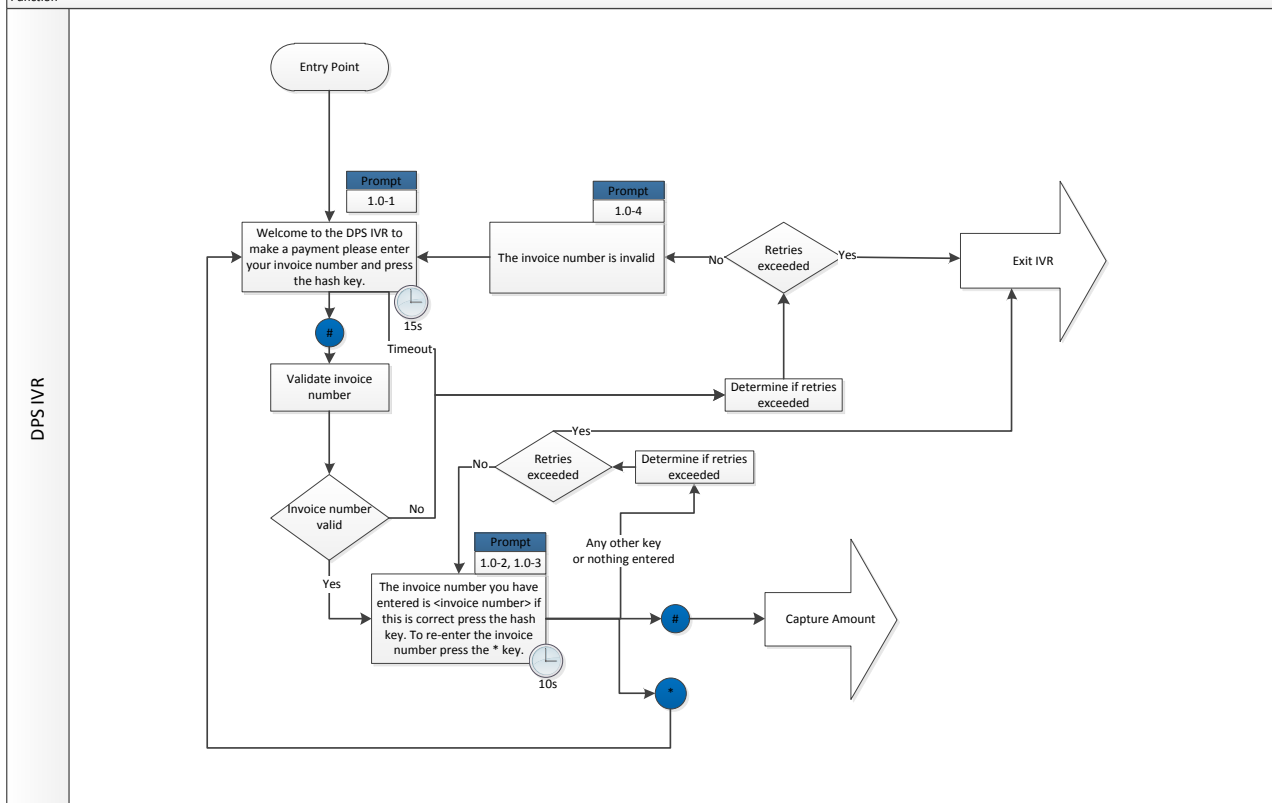 Function
DPS IVR
Entry Point
Prompt
1.0-1
Welcome to the DPS IVR to
make a payment please enter
your invoice number and press
the hash key.
15s
#
Timeout
Validate invoice
number
Invoice number
valid
No
Yes
Prompt
1.0-4
The invoice number is invalid
No
Retries
exceeded
Yes
Exit IVR
Determine if retries
exceeded
Yes
Retries
exceeded
No
Determine if retries
exceeded
Any other key
or nothing entered
Prompt
1.0-2, 1.0-3
The invoice number you have
entered is <invoice number> if
this is correct press the hash
key. To re-enter the invoice
number press the * key.
10s
#
Capture Amount
*